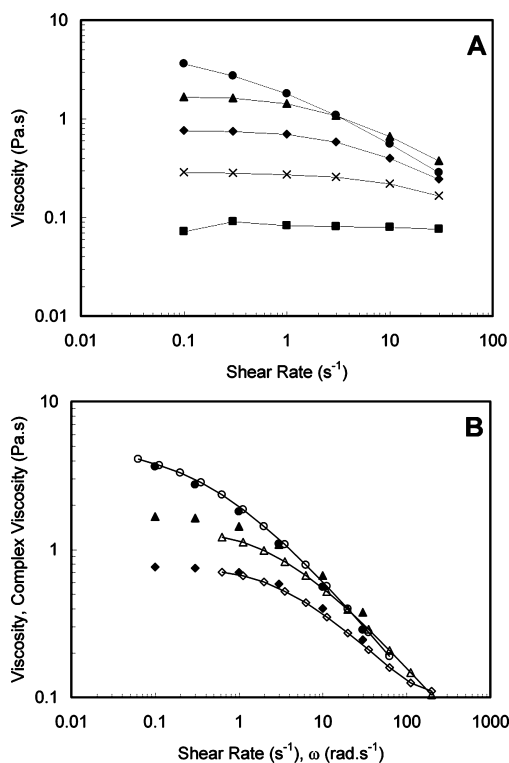 A
Viscosity (Pa.s)
10
1
0.1
0.01
0.01 0.1 1 10 100
Shear Rate (s⁻¹)
B
Viscosity, Complex Viscosity (Pa.s)
10
1
0.1
0.01 0.1 1 10 100 1000
Shear Rate (s⁻¹), ω (rad.s⁻¹)